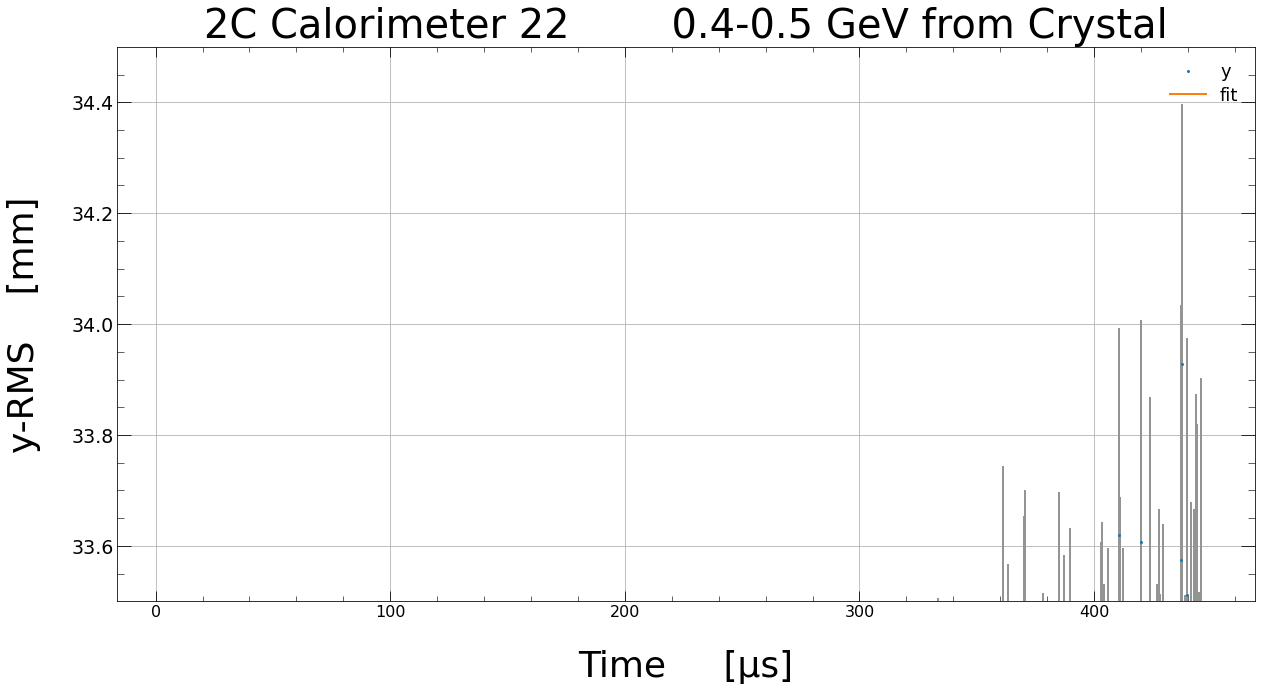 2C Calorimeter 22 0.4-0.5 GeV from Crystal
y
fit
34.4
34.2
34.0
33.8
33.6
y-RMS [mm]
0 100 200 300 400
Time [µs]